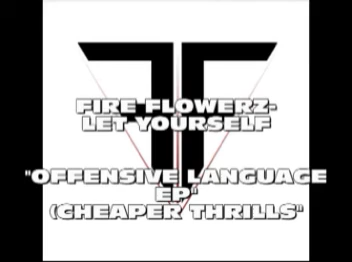 FIRE FLOWERZ-
LET YOURSELF
"OFFENSIVE LANGUAGE
EP"
(CHEAPER THRILLS"